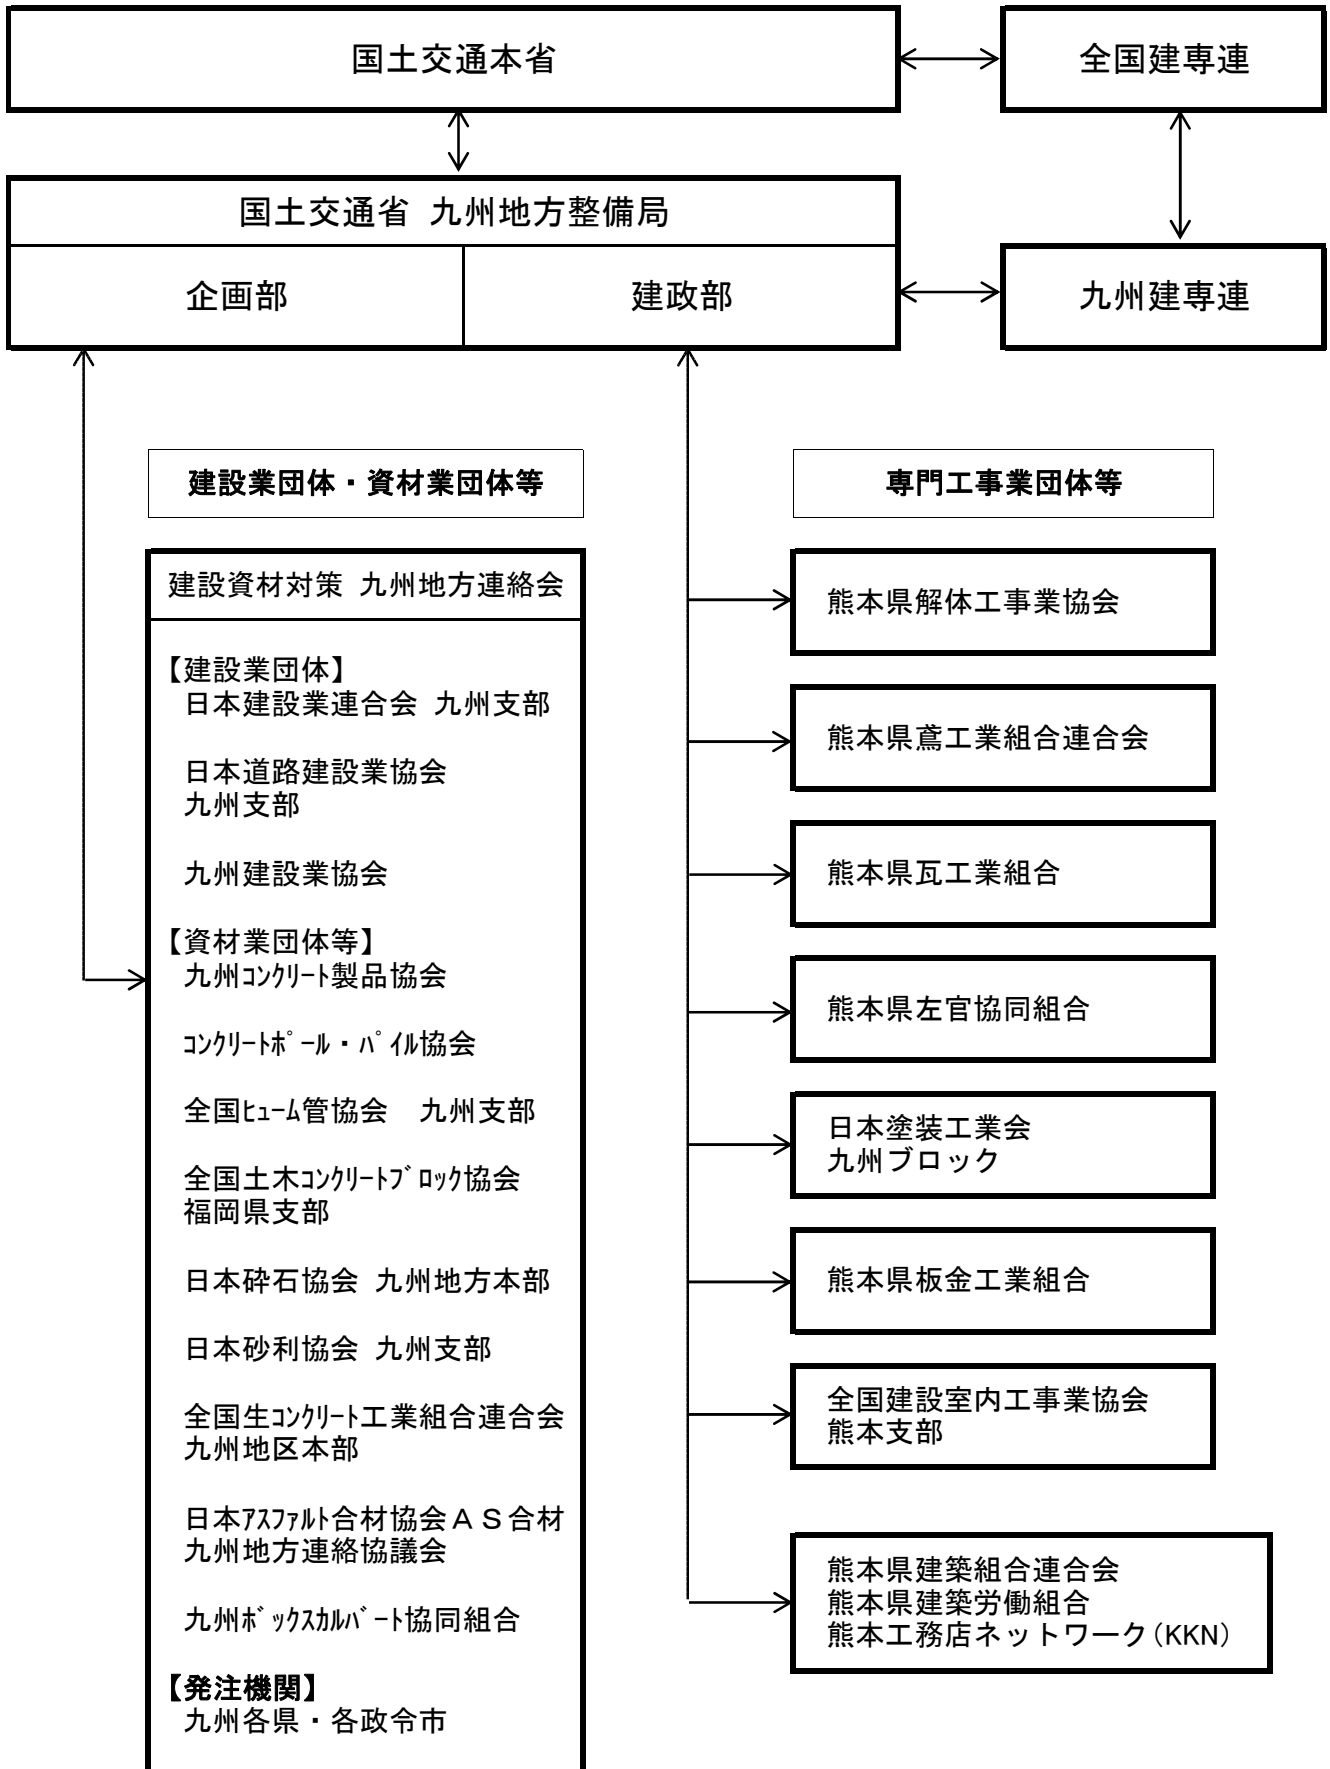 国土交通本省
全国建専連
国土交通省 九州地方整備局
企画部
建政部
九州建専連
建設業団体・資材業団体等
建設資材対策 九州地方連絡会
【建設業団体】
日本建設業連合会 九州支部
日本道路建設業協会
九州支部
九州建設業協会
【資材業団体等】
九州ｺﾝｸﾘｰﾄ製品協会
ｺﾝｸﾘｰﾄﾎﾟｰﾙ・ﾊﾟｲﾙ協会
全国ﾋｭｰﾑ管協会　九州支部
全国土木ｺﾝｸﾘｰﾄﾌﾞﾛｯｸ協会
福岡県支部
日本砕石協会 九州地方本部
日本砂利協会 九州支部
全国生ｺﾝｸﾘｰﾄ工業組合連合会
九州地区本部
日本ｱｽﾌｧﾙﾄ合材協会ＡＳ合材
九州地方連絡協議会
九州ﾎﾞｯｸｽｶﾙﾊﾞｰﾄ協同組合
【発注機関】
九州各県・各政令市
専門工事業団体等
熊本県解体工事業協会
熊本県鳶工業組合連合会
熊本県瓦工業組合
熊本県左官協同組合
日本塗装工業会
九州ブロック
熊本県板金工業組合
全国建設室内工事業協会
熊本支部
熊本県建築組合連合会
熊本県建築労働組合
熊本工務店ネットワーク（KKN）